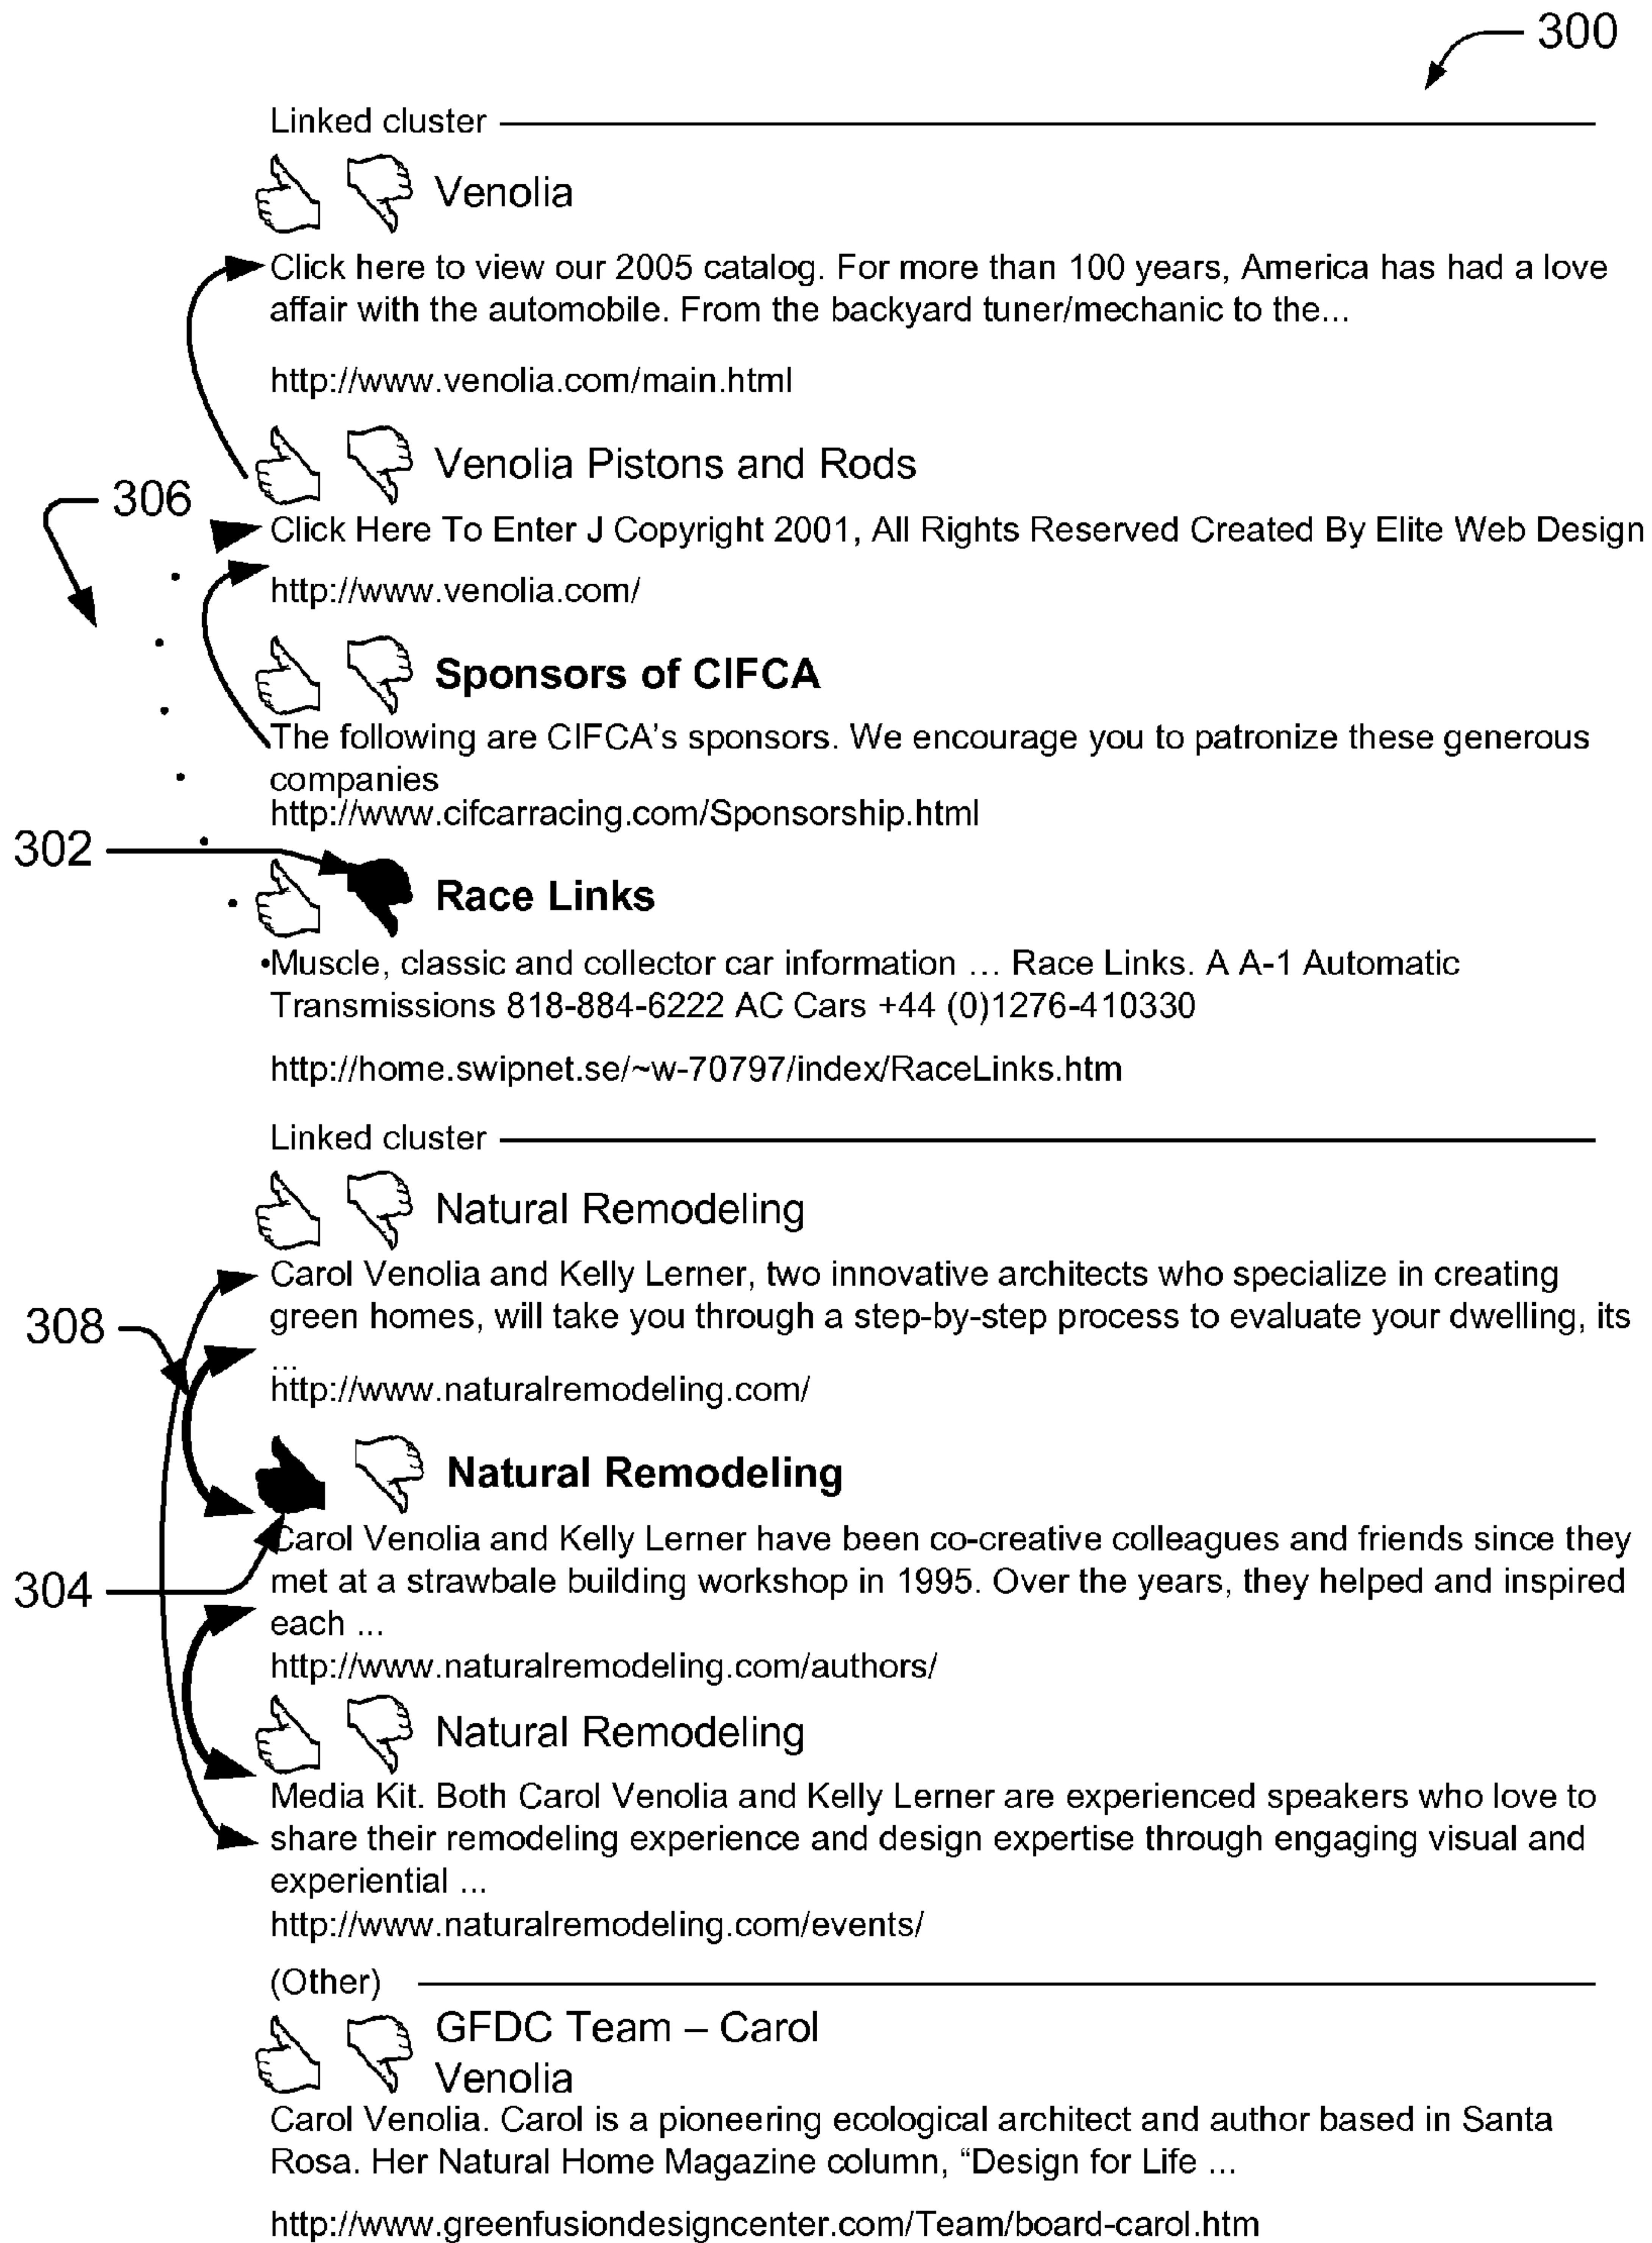 300
Linked cluster
Venolia
Click here to view our 2005 catalog. For more than 100 years, America has had a love
affair with the automobile. From the backyard tuner/mechanic to the...
http://www.venolia.com/main.html
Venolia Pistons and Rods
306
Click Here To Enter J Copyright 2001, All Rights Reserved Created By Elite Web Design
http://www.venolia.com/
Sponsors of CIFCA
The following are CIFCA's sponsors. We encourage you to patronize these generous
companies
http://www.cifcarracing.com/Sponsorship.html
302
Race Links
•Muscle, classic and collector car information ... Race Links. A A-1 Automatic
Transmissions 818-884-6222 AC Cars +44 (0)1276-410330
http://home.swipnet.se/~w-70797/index/RaceLinks.htm
Linked cluster
Natural Remodeling
Carol Venolia and Kelly Lerner, two innovative architects who specialize in creating
green homes, will take you through a step-by-step process to evaluate your dwelling, its
308
...
http://www.naturalremodeling.com/
Natural Remodeling
Carol Venolia and Kelly Lerner have been co-creative colleagues and friends since they
304
met at a strawbale building workshop in 1995. Over the years, they helped and inspired
each ...
http://www.naturalremodeling.com/authors/
Natural Remodeling
Media Kit. Both Carol Venolia and Kelly Lerner are experienced speakers who love to
share their remodeling experience and design expertise through engaging visual and
experiential ...
http://www.naturalremodeling.com/events/
(Other)
GFDC Team – Carol
Venolia
Carol Venolia. Carol is a pioneering ecological architect and author based in Santa
Rosa. Her Natural Home Magazine column, “Design for Life ...
http://www.greenfusiondesigncenter.com/Team/board-carol.htm